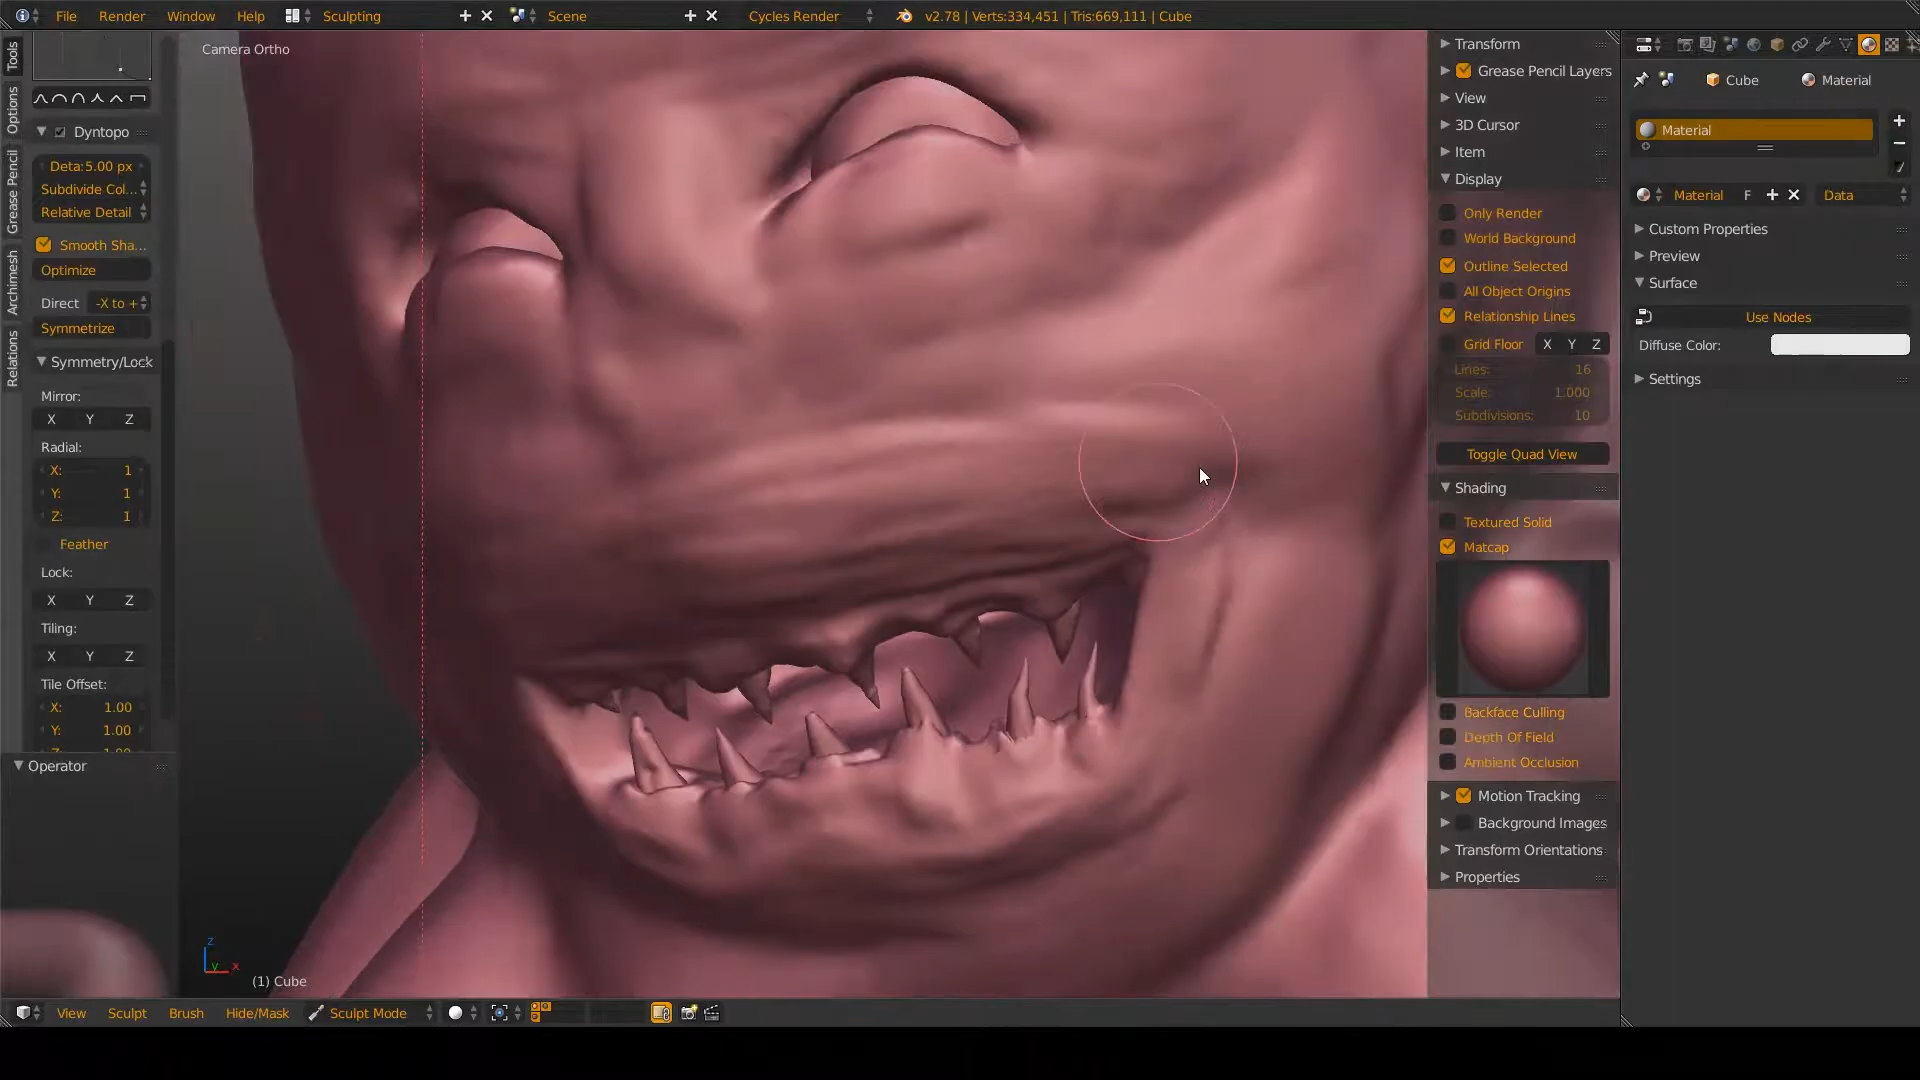 File Render Window Help Sculpting Scene Cycles Render v2.78 | Verts:334,451 | Tris:669,111 | Cube
Camera Ortho
Tools
Options
Grease Pencil
Archimesh
Relations
Dyntopo
Deta:5.00 px
Subdivide Col...
Relative Detail
Smooth Sha...
Optimize
Direct -X to +
Symmetrize
Symmetry/Lock
Mirror:
X Y Z
Radial:
X: 1
Y: 1
Z: 1
Feather
Lock:
X Y Z
Tiling:
X Y Z
Tile Offset:
X: 1.00
Y: 1.00
Operator
z
y x
(1) Cube
View Sculpt Brush Hide/Mask Sculpt Mode
Transform
Grease Pencil Layers
View
3D Cursor
Item
Display
Only Render
World Background
Outline Selected
All Object Origins
Relationship Lines
Grid Floor X Y Z
Lines: 16
Scale: 1.000
Subdivisions: 10
Toggle Quad View
Shading
Textured Solid
Matcap
Backface Culling
Depth Of Field
Ambient Occlusion
Motion Tracking
Background Images
Transform Orientations
Properties
Cube Material
Material
Material F Data
Custom Properties
Preview
Surface
Use Nodes
Diffuse Color:
Settings